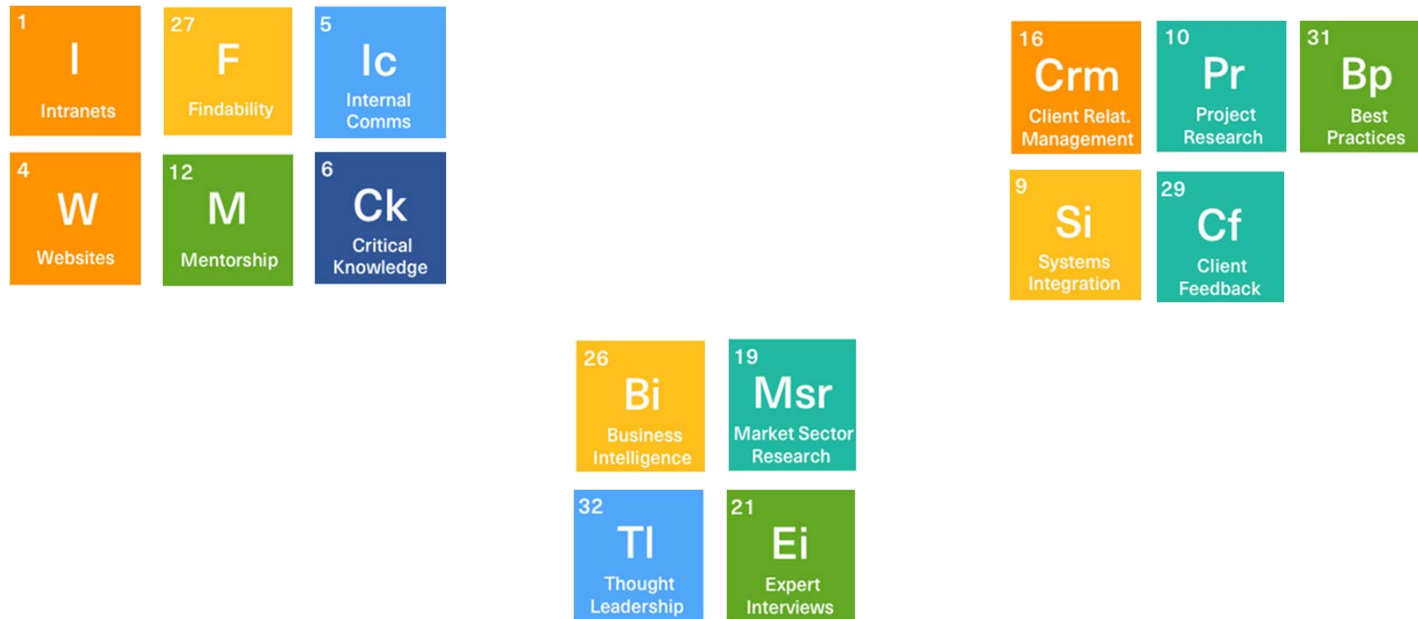 1
I
Intranets
27
F
Findability
5
Ic
Internal
Comms
4
W
Websites
12
M
Mentorship
6
Ck
Critical
Knowledge
16
Crm
Client Relat.
Management
10
Pr
Project
Research
31
Bp
Best
Practices
9
Si
Systems
Integration
29
Cf
Client
Feedback
26
Bi
Business
Intelligence
19
Msr
Market Sector
Research
32
Tl
Thought
Leadership
21
Ei
Expert
Interviews